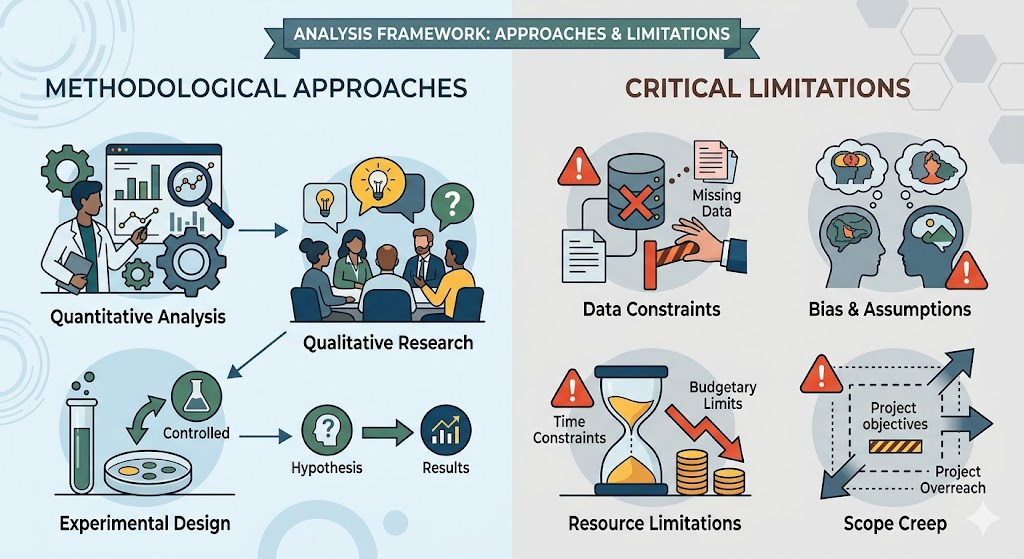 ANALYSIS FRAMEWORK: APPROACHES & LIMITATIONS
METHODOLOGICAL APPROACHES
Quantitative Analysis
?
Qualitative Research
Controlled
?
Hypothesis
Results
Experimental Design
CRITICAL LIMITATIONS
!
Missing
Data
Data Constraints
!
Bias & Assumptions
!
Time
Constraints
Budgetary
Limits
Resource Limitations
!
Project
objectives
Project
Overreach
Scope Creep